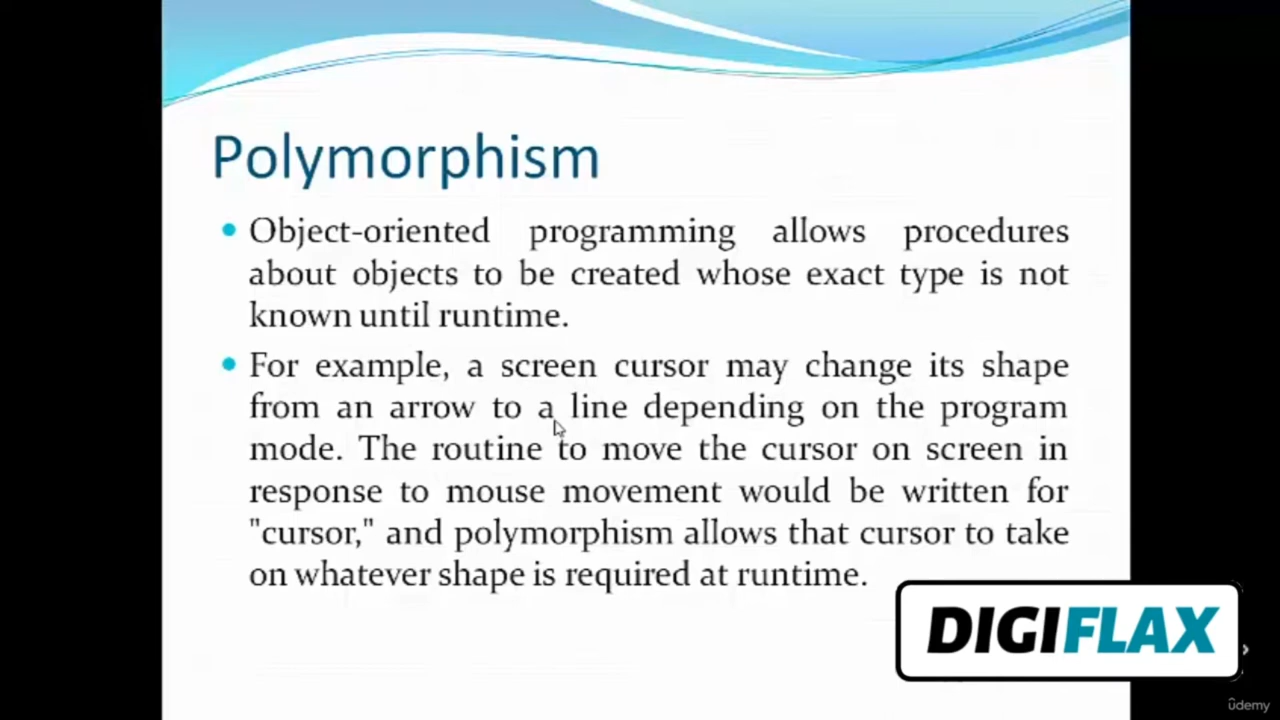 Polymorphism
• Object-oriented programming allows procedures
about objects to be created whose exact type is not
known until runtime.
• For example, a screen cursor may change its shape
from an arrow to a line depending on the program
mode. The routine to move the cursor on screen in
response to mouse movement would be written for
"cursor," and polymorphism allows that cursor to take
on whatever shape is required at runtime.
DIGIFLAX
ûdemy